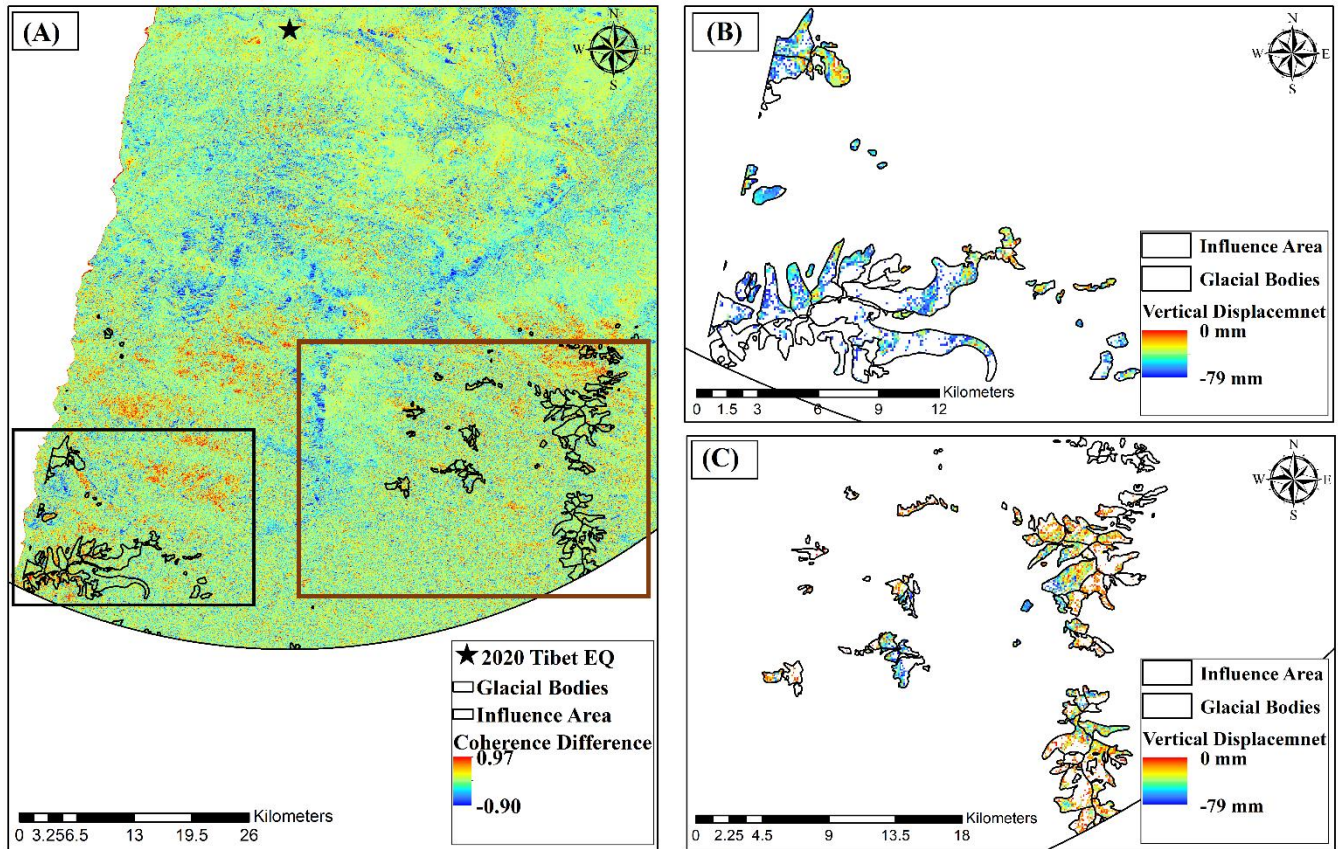 (A)
N
W E
S
★ 2020 Tibet EQ
Glacial Bodies
Influence Area
Coherence Difference
0.97
-0.90
Kilometers
0 3.25 6.5 13 19.5 26
(B)
N
W E
S
Influence Area
Glacial Bodies
Vertical Displacemnet
0 mm
-79 mm
Kilometers
0 1.5 3 6 9 12
(C)
N
W E
S
Influence Area
Glacial Bodies
Vertical Displacemnet
0 mm
-79 mm
Kilometers
0 2.25 4.5 9 13.5 18